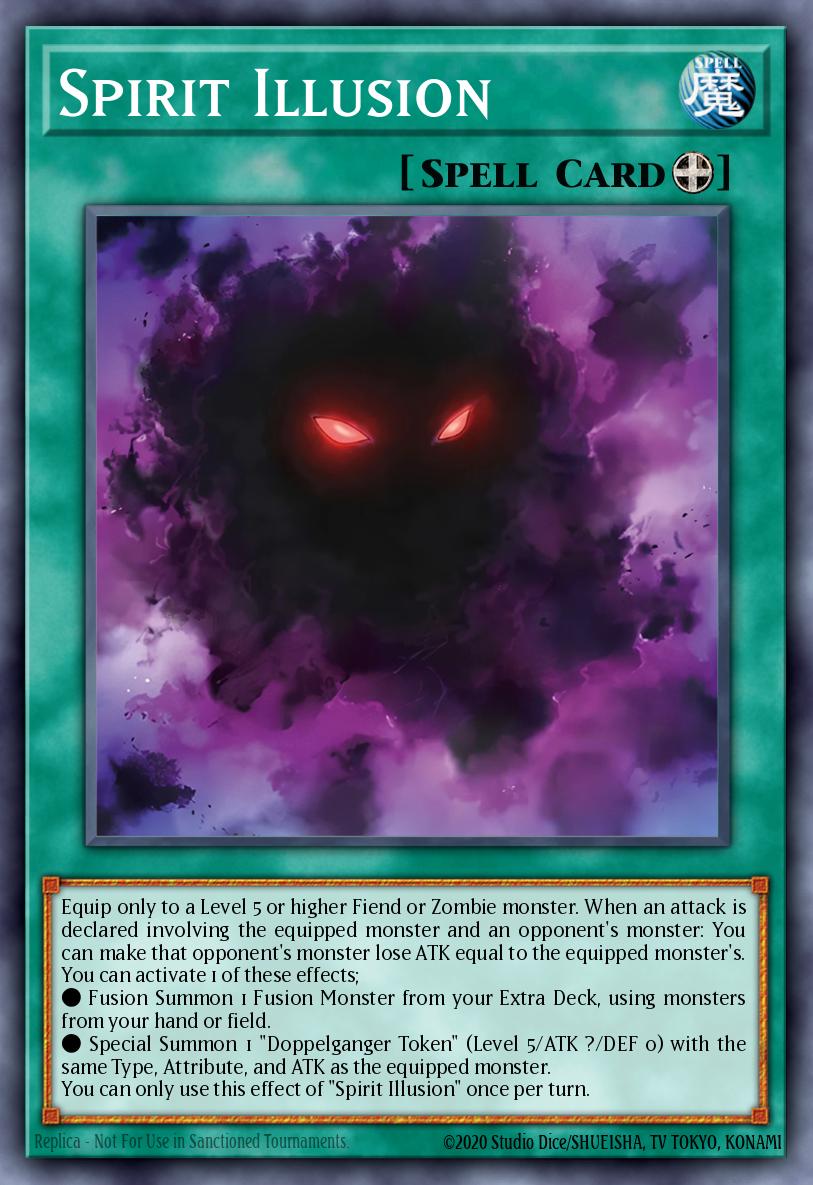 Spirit Illusion
SPELL
魔
[Spell Card]
Equip only to a Level 5 or higher Fiend or Zombie monster. When an attack is
declared involving the equipped monster and an opponent's monster: You
can make that opponent's monster lose ATK equal to the equipped monster's.
You can activate 1 of these effects;
● Fusion Summon 1 Fusion Monster from your Extra Deck, using monsters
from your hand or field.
● Special Summon 1 "Doppelganger Token" (Level 5/ATK ?/DEF 0) with the
same Type, Attribute, and ATK as the equipped monster.
You can only use this effect of "Spirit Illusion" once per turn.
Replica - Not For Use in Sanctioned Tournaments.
©2020 Studio Dice/SHUEISHA, TV TOKYO, KONAMI